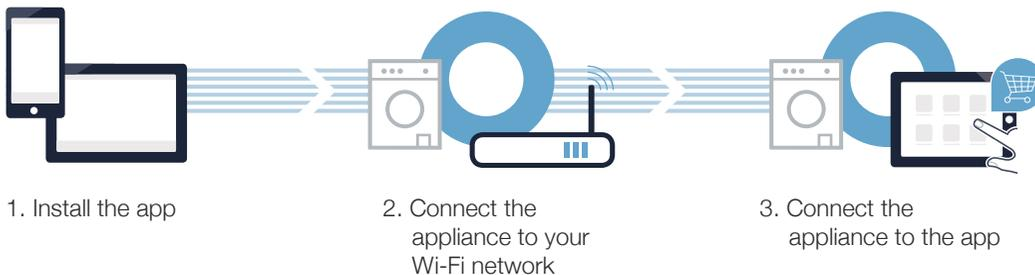 1. Install the app
2. Connect the
appliance to your
Wi-Fi network
3. Connect the
appliance to the app